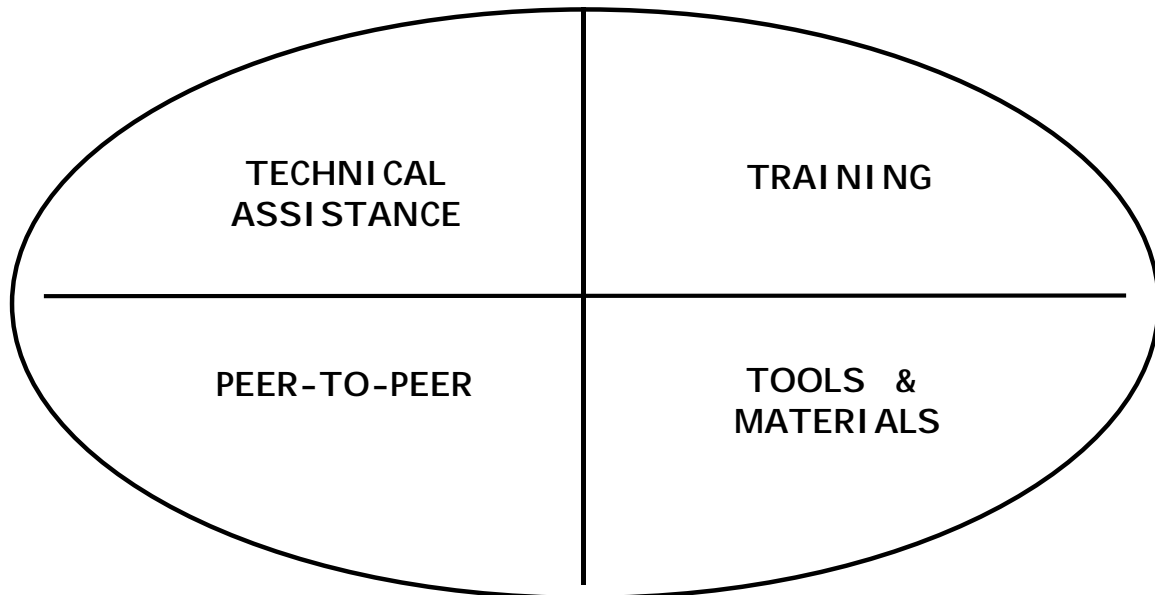 TECHNICAL
ASSISTANCE
TRAINING
PEER-TO-PEER
TOOLS &
MATERIALS